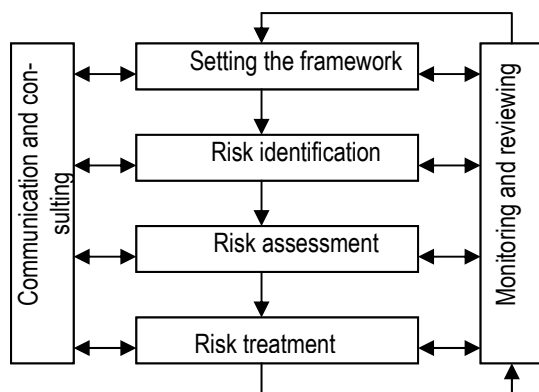 Communication and con-
sulting
Setting the framework
Risk identification
Risk assessment
Risk treatment
Monitoring and reviewing